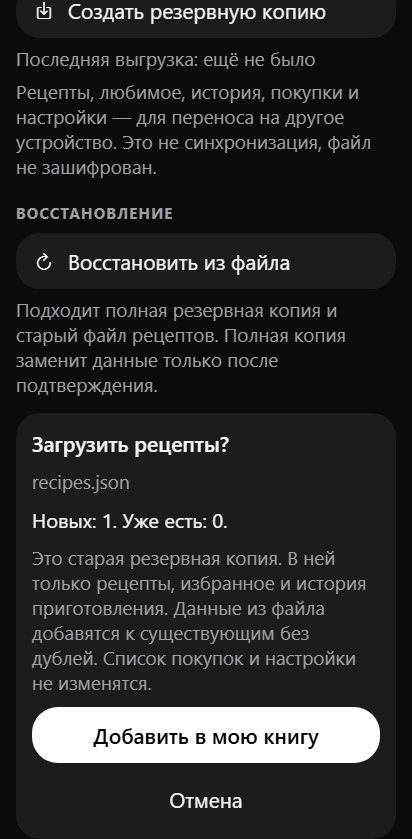 Создать резервную копию
Последняя выгрузка: ещё не было
Рецепты, любимое, история, покупки и
настройки — для переноса на другое
устройство. Это не синхронизация, файл
не зашифрован.
ВОССТАНОВЛЕНИЕ
Восстановить из файла
Подходит полная резервная копия и
старый файл рецептов. Полная копия
заменит данные только после
подтверждения.
Загрузить рецепты?
recipes.json
Новых: 1. Уже есть: 0.
Это старая резервная копия. В ней
только рецепты, избранное и история
приготовления. Данные из файла
добавятся к существующим без
дублей. Список покупок и настройки
не изменятся.
Добавить в мою книгу
Отмена